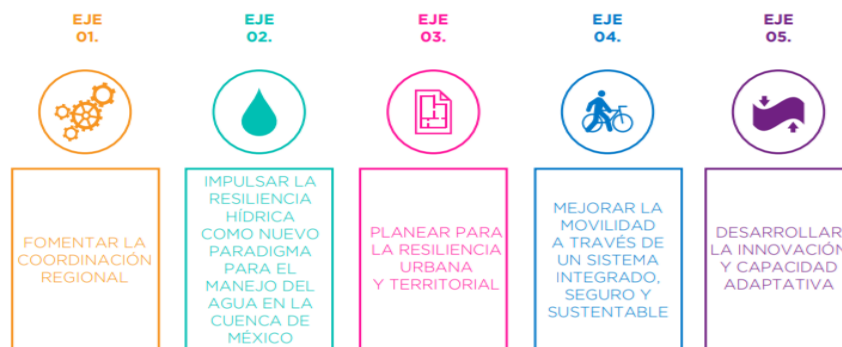 EJE
01.
FOMENTAR LA
COORDINACIÓN
REGIONAL
EJE
02.
IMPULSAR LA
RESILIENCIA
HÍDRICA
COMO NUEVO
PARADIGMA
PARA EL
MANEJO DEL
AGUA EN LA
CUENCA DE
MÉXICO
EJE
03.
PLANEAR PARA
LA RESILIENCIA
URBANA
Y TERRITORIAL
EJE
04.
MEJORAR LA
MOVILIDAD
A TRAVÉS DE
UN SISTEMA
INTEGRADO,
SEGURO Y
SUSTENTABLE
EJE
05.
DESARROLLAR
LA INNOVACIÓN
Y CAPACIDAD
ADAPTATIVA